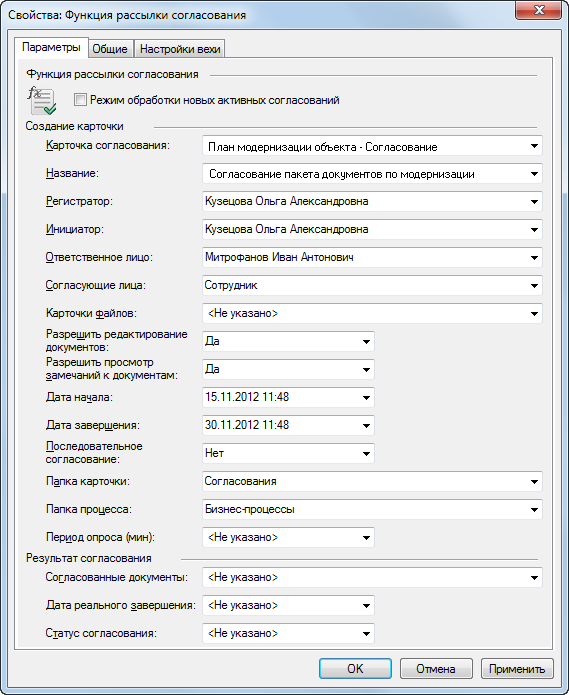 Свойства: Функция рассылки согласования
Параметры Общие Настройки вехи
Функция рассылки согласования
fx Режим обработки новых активных согласований
Создание карточки
Карточка согласования: План модернизации объекта - Согласование
Название: Согласование пакета документов по модернизации
Регистратор: Кузецова Ольга Александровна
Инициатор: Кузецова Ольга Александровна
Ответственное лицо: Митрофанов Иван Антонович
Согласующие лица: Сотрудник
Карточки файлов: <Не указано>
Разрешить редактирование
документов: Да
Разрешить просмотр
замечаний к документам: Да
Дата начала: 15.11.2012 11:48
Дата завершения: 30.11.2012 11:48
Последовательное
согласование: Нет
Папка карточки: Согласования
Папка процесса: Бизнес-процессы
Период опроса (мин): <Не указано>
Результат согласования
Согласованные документы: <Не указано>
Дата реального завершения: <Не указано>
Статус согласования: <Не указано>
OK Отмена Применить